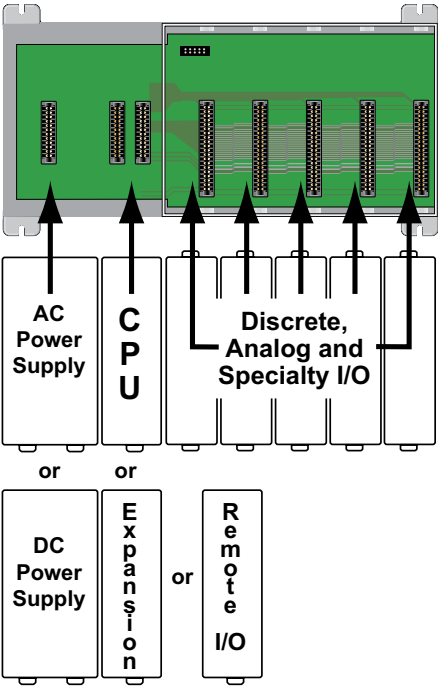 AC
Power
Supply
C
P
U
Discrete,
Analog and
Specialty I/O
or
or
DC
Power
Supply
E
x
p
a
n
s
i
o
n
or
R
e
m
o
t
e
I/O